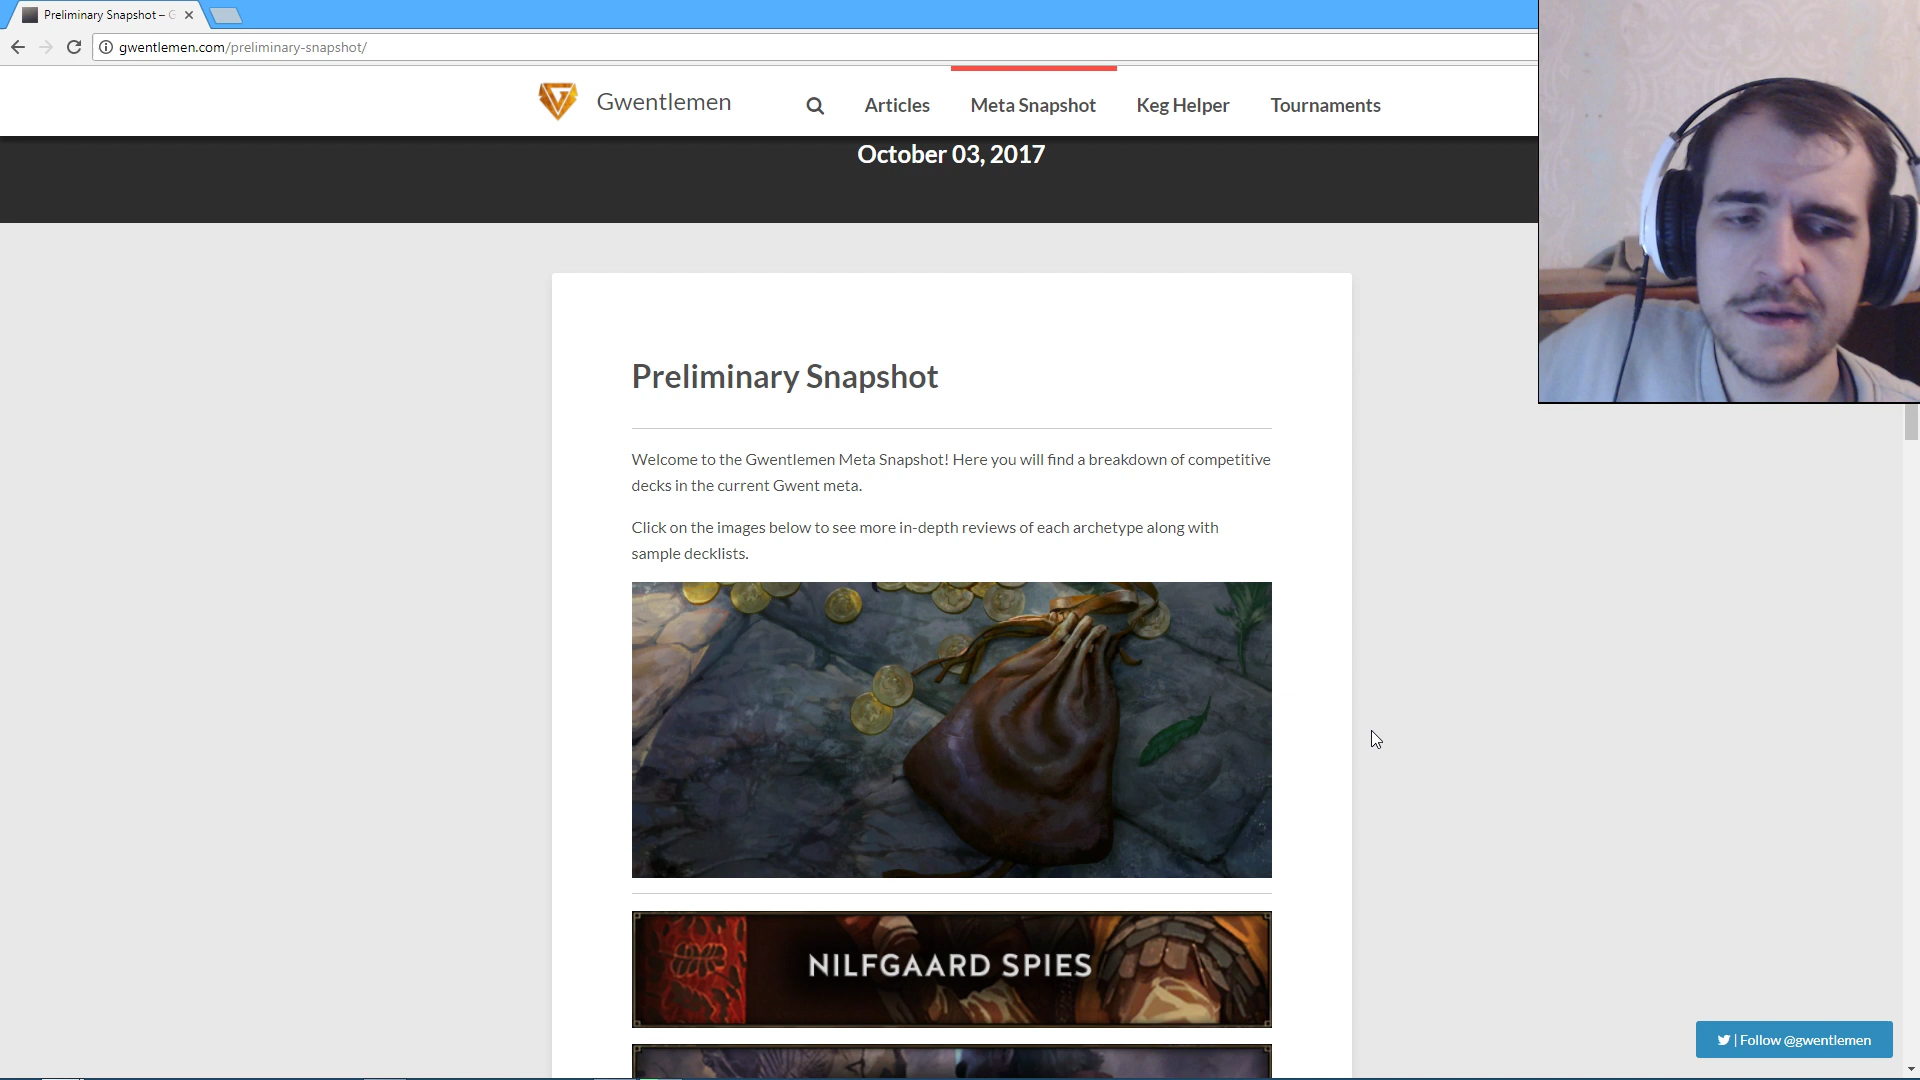 Preliminary Snapshot – G
gwentlemen.com/preliminary-snapshot/
Gwentlemen
Articles
Meta Snapshot
Keg Helper
Tournaments
October 03, 2017
Preliminary Snapshot
Welcome to the Gwentlemen Meta Snapshot! Here you will find a breakdown of competitive
decks in the current Gwent meta.
Click on the images below to see more in-depth reviews of each archetype along with
sample decklists.
NILFGAARD SPIES
| Follow @gwentlemen